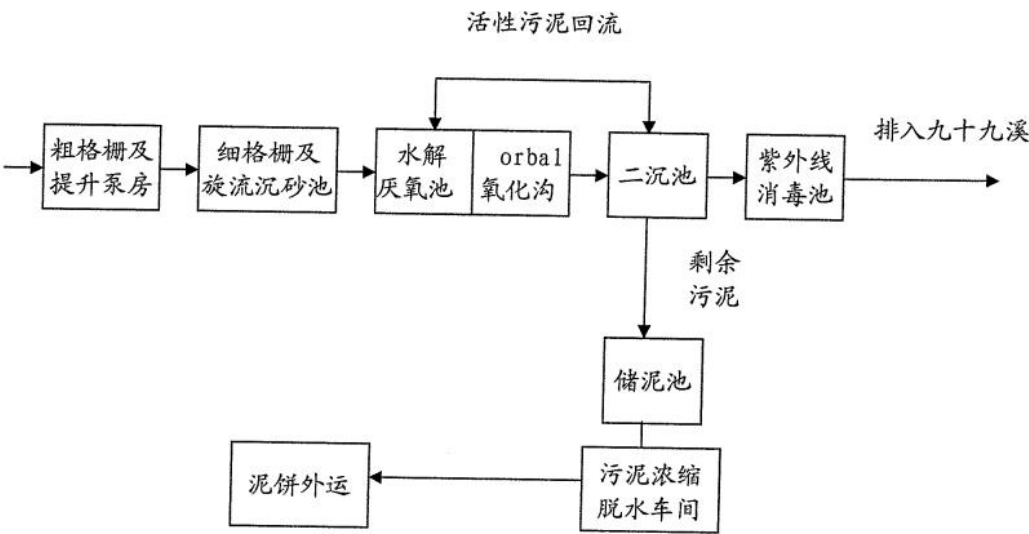 活性污泥回流
粗格栅及
提升泵房
细格栅及
旋流沉砂池
水解
厌氧池
orbal
氧化沟
二沉池
紫外线
消毒池
排入九十九溪
剩余
污泥
储泥池
污泥浓缩
脱水车间
泥饼外运